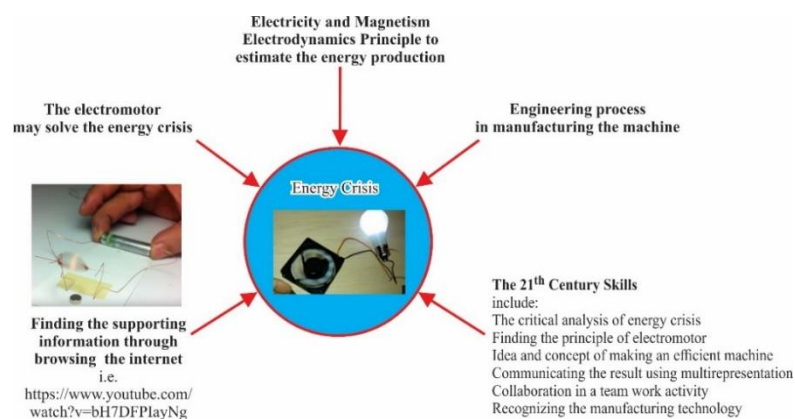 Electricity and Magnetism
Electrodynamics Principle to
estimate the energy production
The electromotor
may solve the energy crisis
Engineering process
in manufacturing the machine
Energy Crisis
Finding the supporting
information through
browsing the internet
i.e.
https://www.youtube.com/
watch?v=bH7DFPIayNg
The 21th Century Skills
include:
The critical analysis of energy crisis
Finding the principle of electromotor
Idea and concept of making an efficient machine
Communicating the result using multirepresentation
Collaboration in a team work activity
Recognizing the manufacturing technology